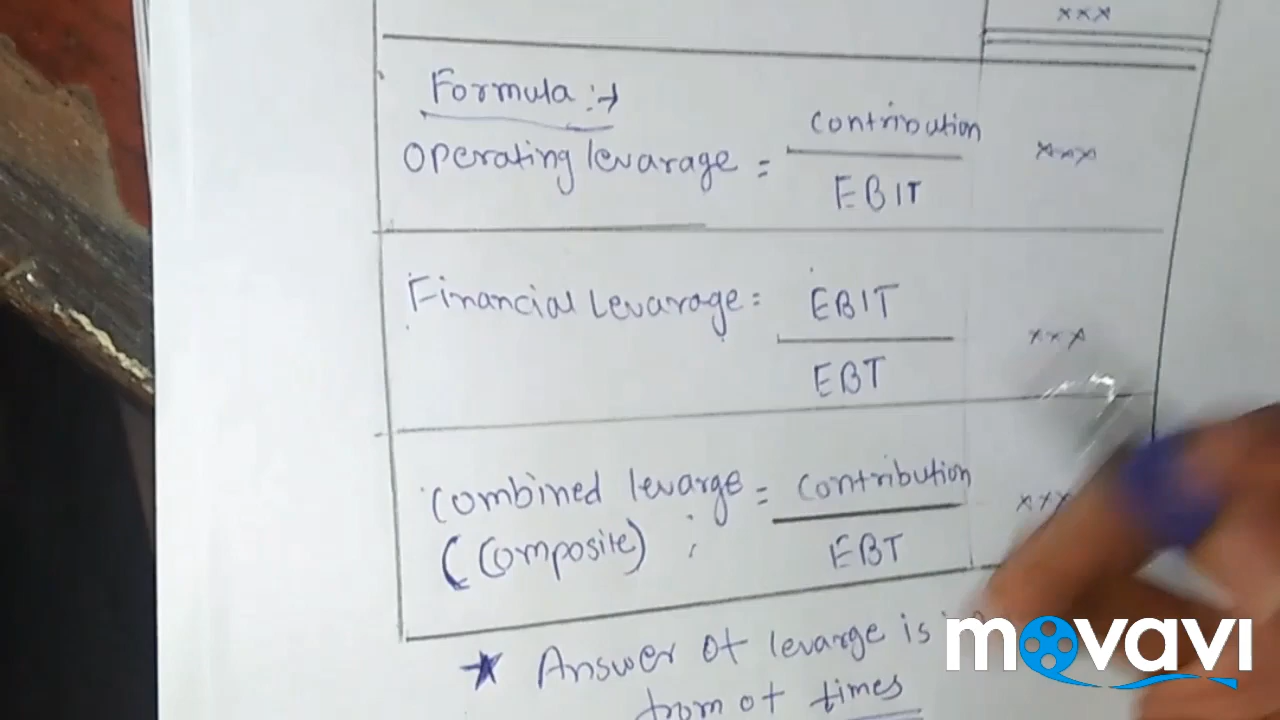 xxx
Formula :→
Operating levarage = Contribution / EBIT xxx
Financial Levarage = EBIT / EBT xxx
Combined levarge = Contribution / EBT xxx
(Composite) :
* Answer of levarge is
from of times
movavi